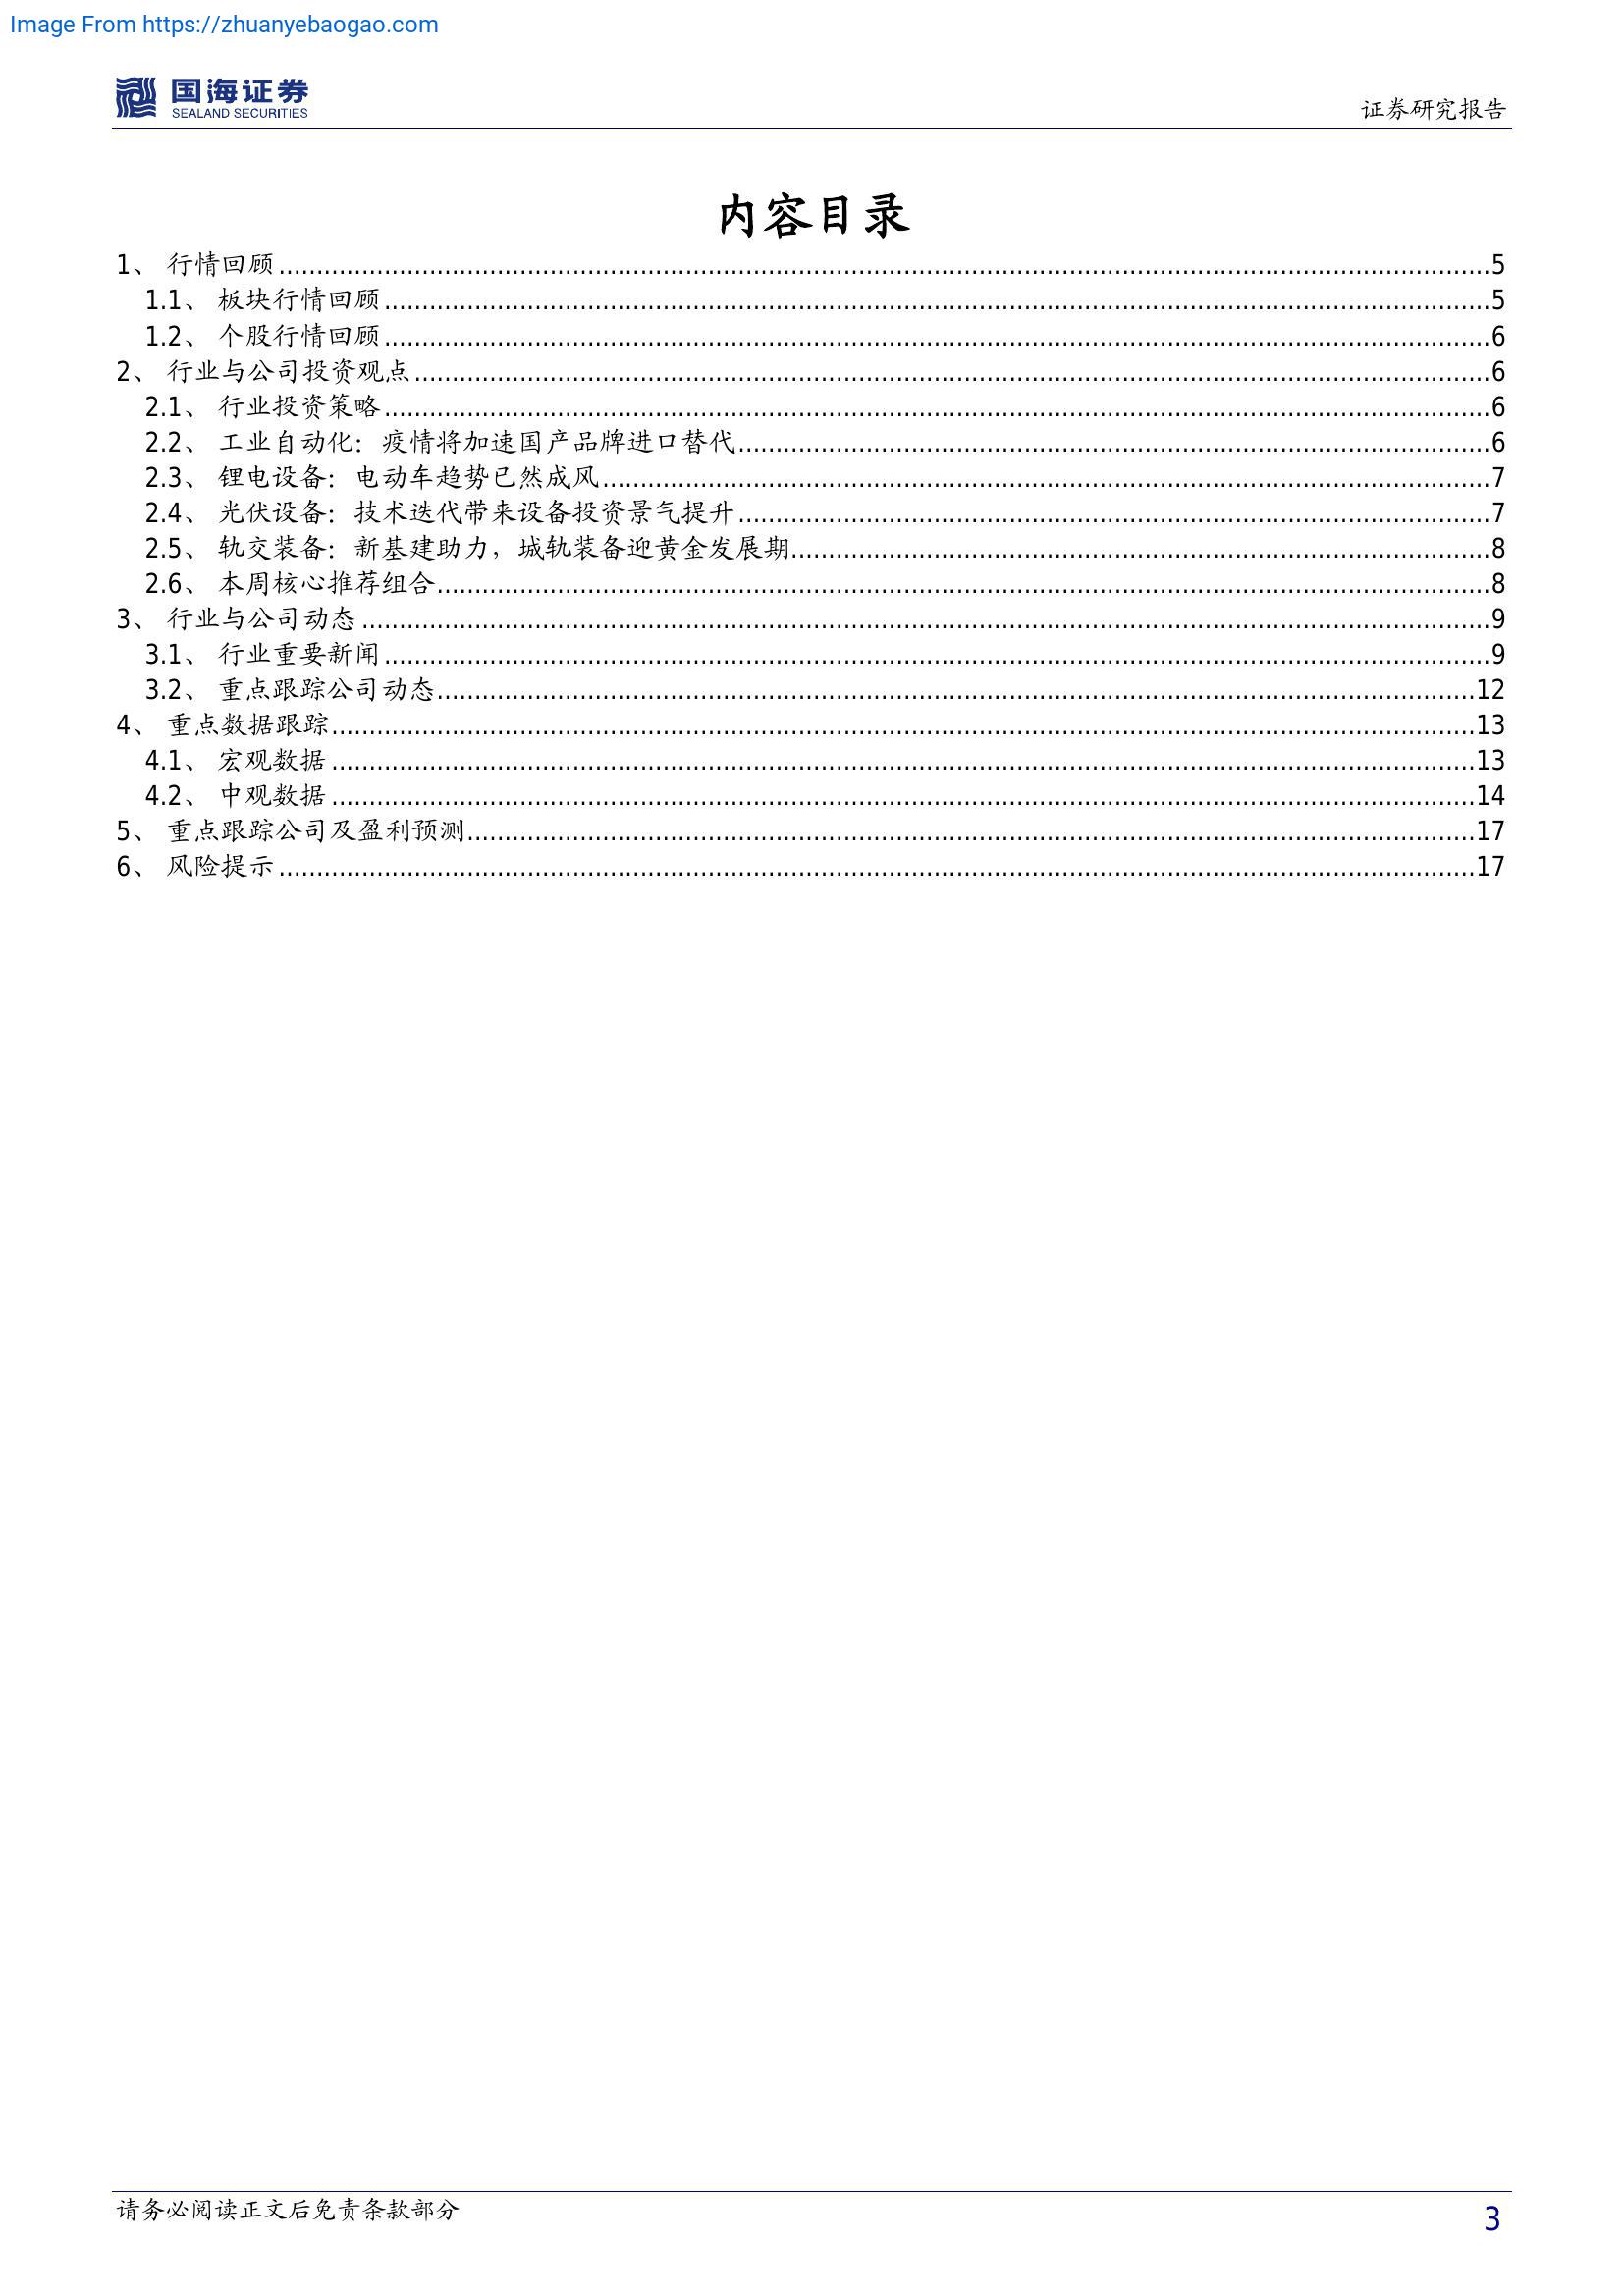 Image From https://zhuanyebaogao.com
国海证券
SEALAND SECURITIES
证券研究报告
内容目录
1、 行情回顾 5
1.1、 板块行情回顾 5
1.2、 个股行情回顾 6
2、 行业与公司投资观点 6
2.1、 行业投资策略 6
2.2、 工业自动化：疫情将加速国产品牌进口替代 6
2.3、 锂电设备：电动车趋势已然成风 7
2.4、 光伏设备：技术迭代带来设备投资景气提升 7
2.5、 轨交装备：新基建助力，城轨装备迎黄金发展期 8
2.6、 本周核心推荐组合 8
3、 行业与公司动态 9
3.1、 行业重要新闻 9
3.2、 重点跟踪公司动态 12
4、 重点数据跟踪 13
4.1、 宏观数据 13
4.2、 中观数据 14
5、 重点跟踪公司及盈利预测 17
6、 风险提示 17
请务必阅读正文后免责条款部分
3